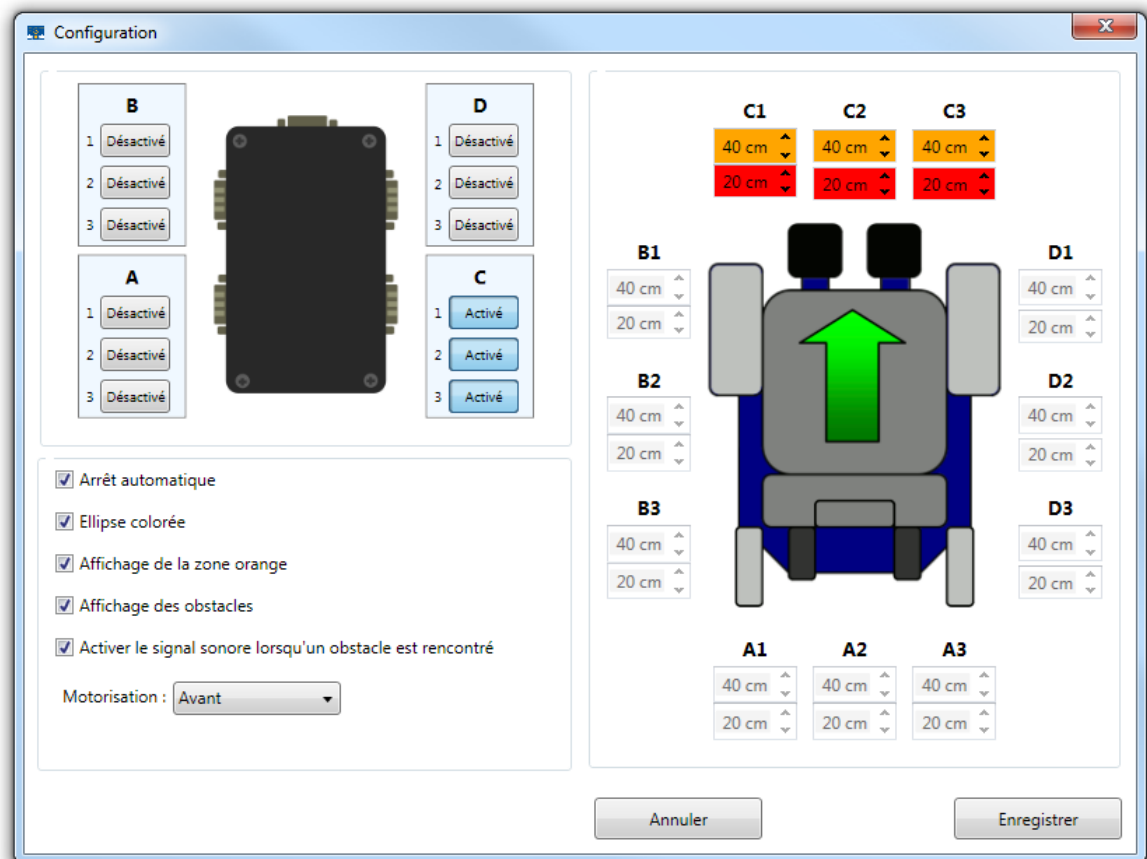 Configuration
B
1 Désactivé
2 Désactivé
3 Désactivé
D
1 Désactivé
2 Désactivé
3 Désactivé
A
1 Désactivé
2 Désactivé
3 Désactivé
C
1 Activé
2 Activé
3 Activé
Arrêt automatique
Ellipse colorée
Affichage de la zone orange
Affichage des obstacles
Activer le signal sonore lorsqu'un obstacle est rencontré
Motorisation : Avant
C1 C2 C3
40 cm 40 cm 40 cm
20 cm 20 cm 20 cm
B1 D1
40 cm 40 cm
20 cm 20 cm
B2 D2
40 cm 40 cm
20 cm 20 cm
B3 D3
40 cm 40 cm
20 cm 20 cm
A1 A2 A3
40 cm 40 cm 40 cm
20 cm 20 cm 20 cm
Annuler Enregistrer